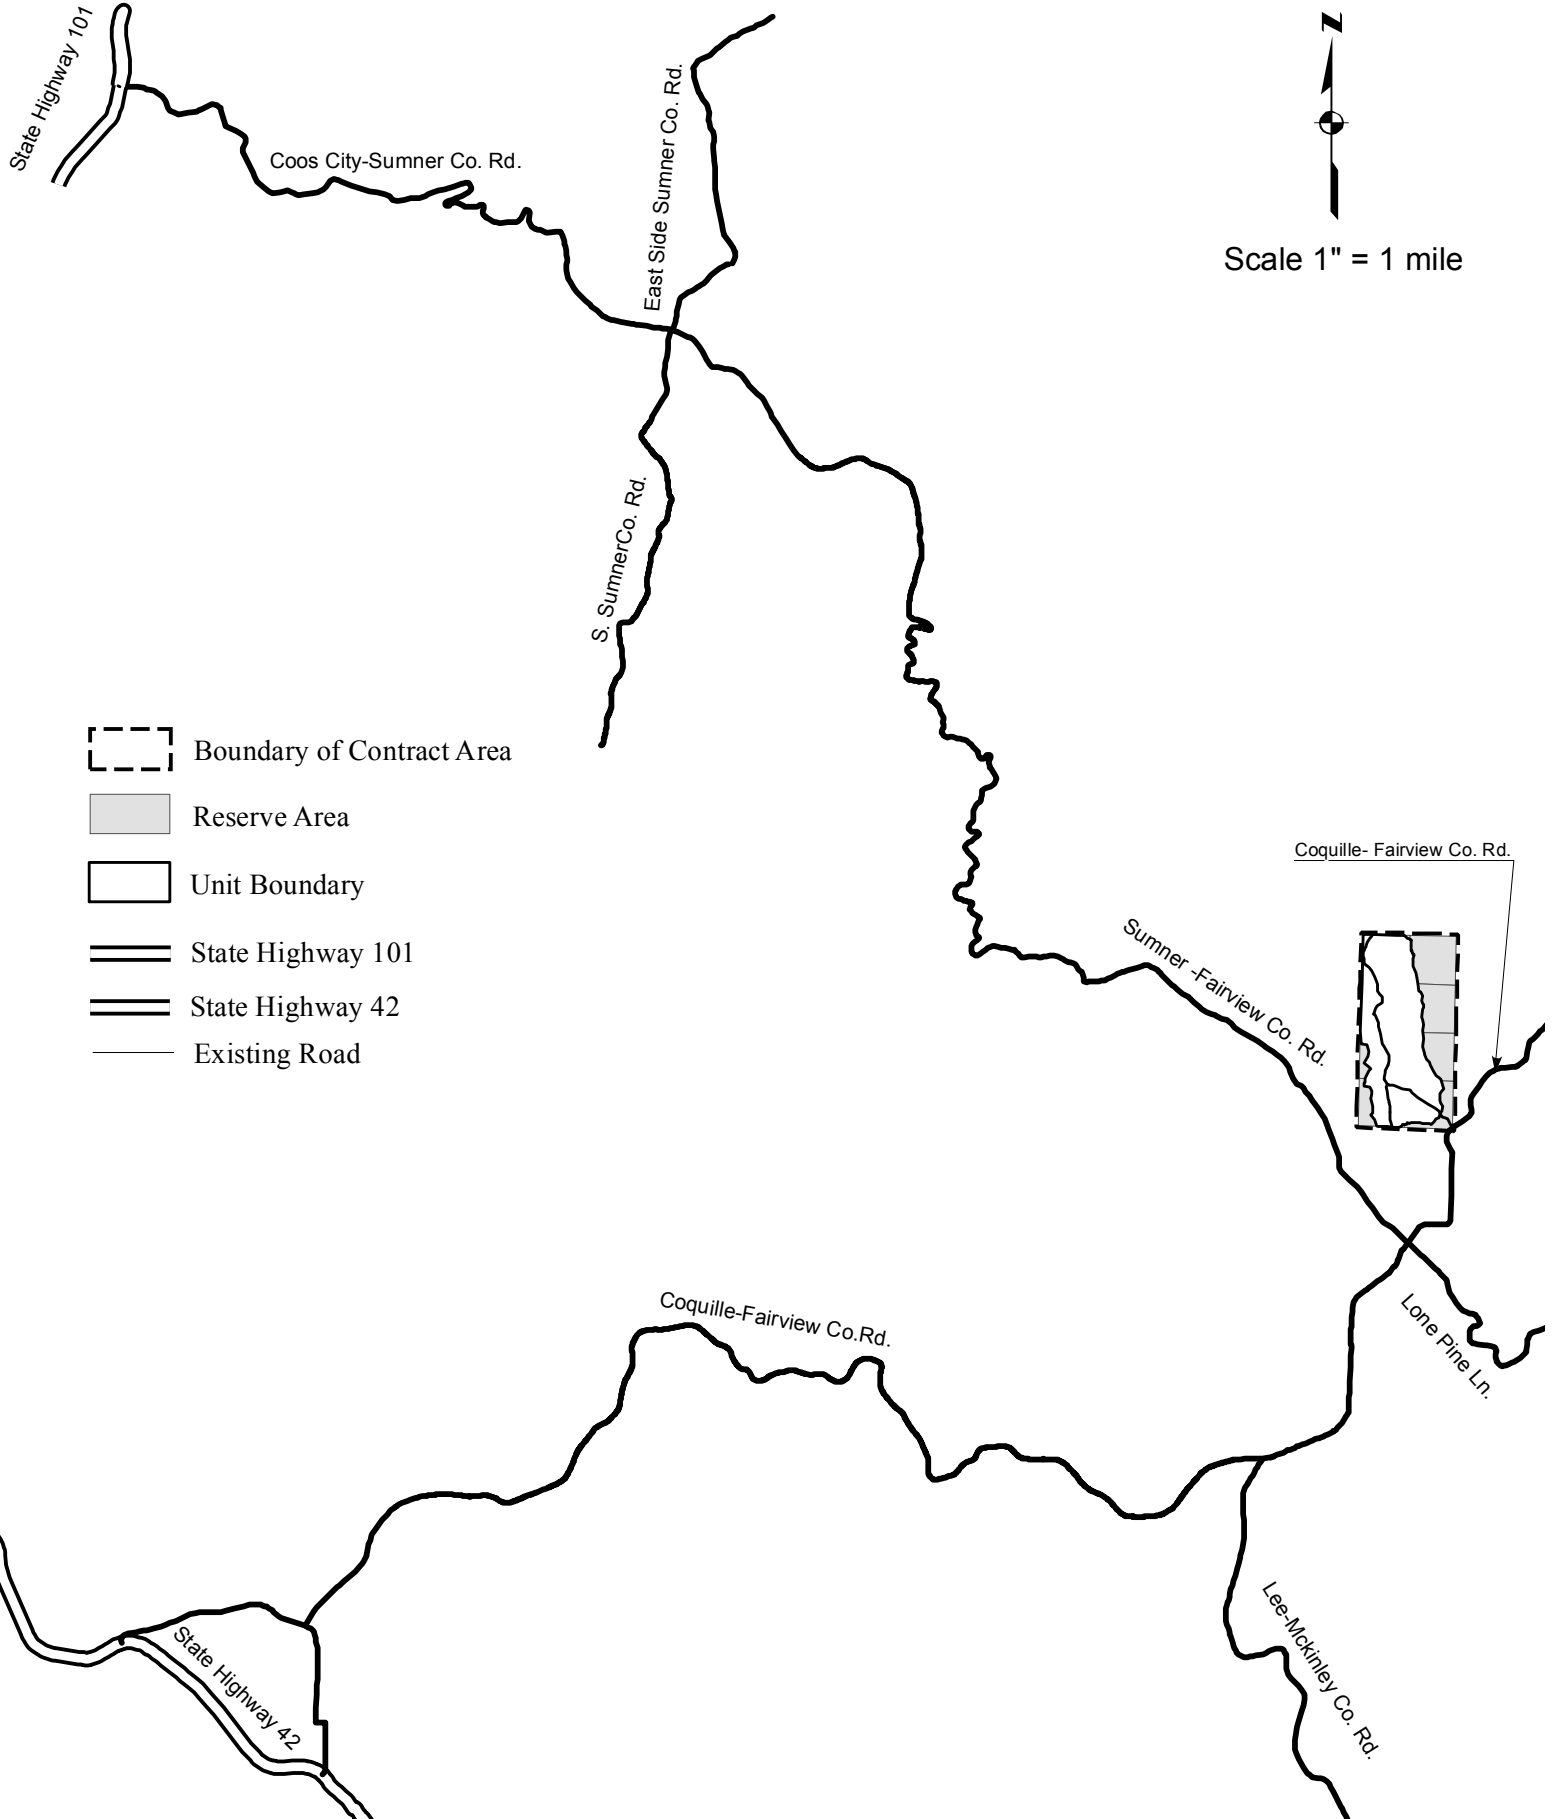 State Highway 101
N
East Side Sumner Co. Rd.
Coos City-Sumner Co. Rd.
Scale 1" = 1 mile
S. SumnerCo. Rd.
Boundary of Contract Area
Reserve Area
Unit Boundary
State Highway 101
State Highway 42
Existing Road
Coquille- Fairview Co. Rd.
Sumner -Fairview Co. Rd.
Coquille-Fairview Co.Rd.
Lone Pine Ln.
State Highway 42
Lee-Mckinley Co. Rd.